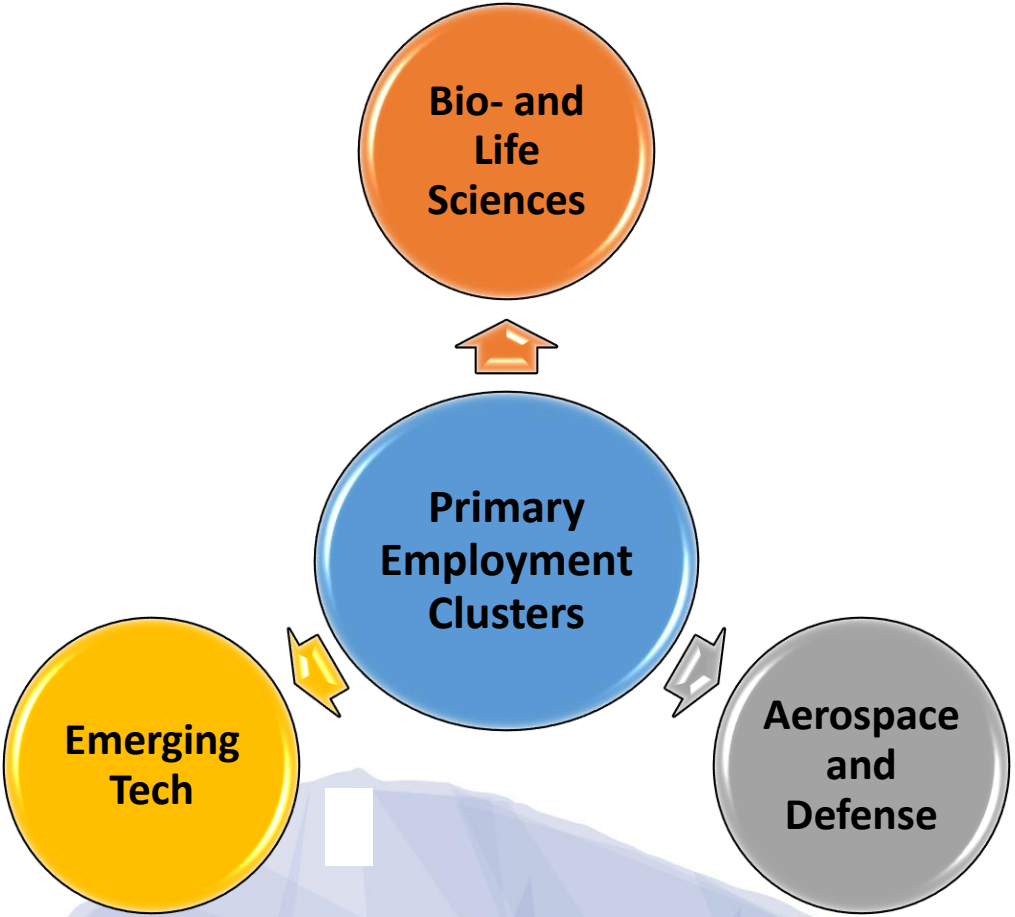 Bio- and
Life
Sciences
Primary
Employment
Clusters
Emerging
Tech
Aerospace
and
Defense